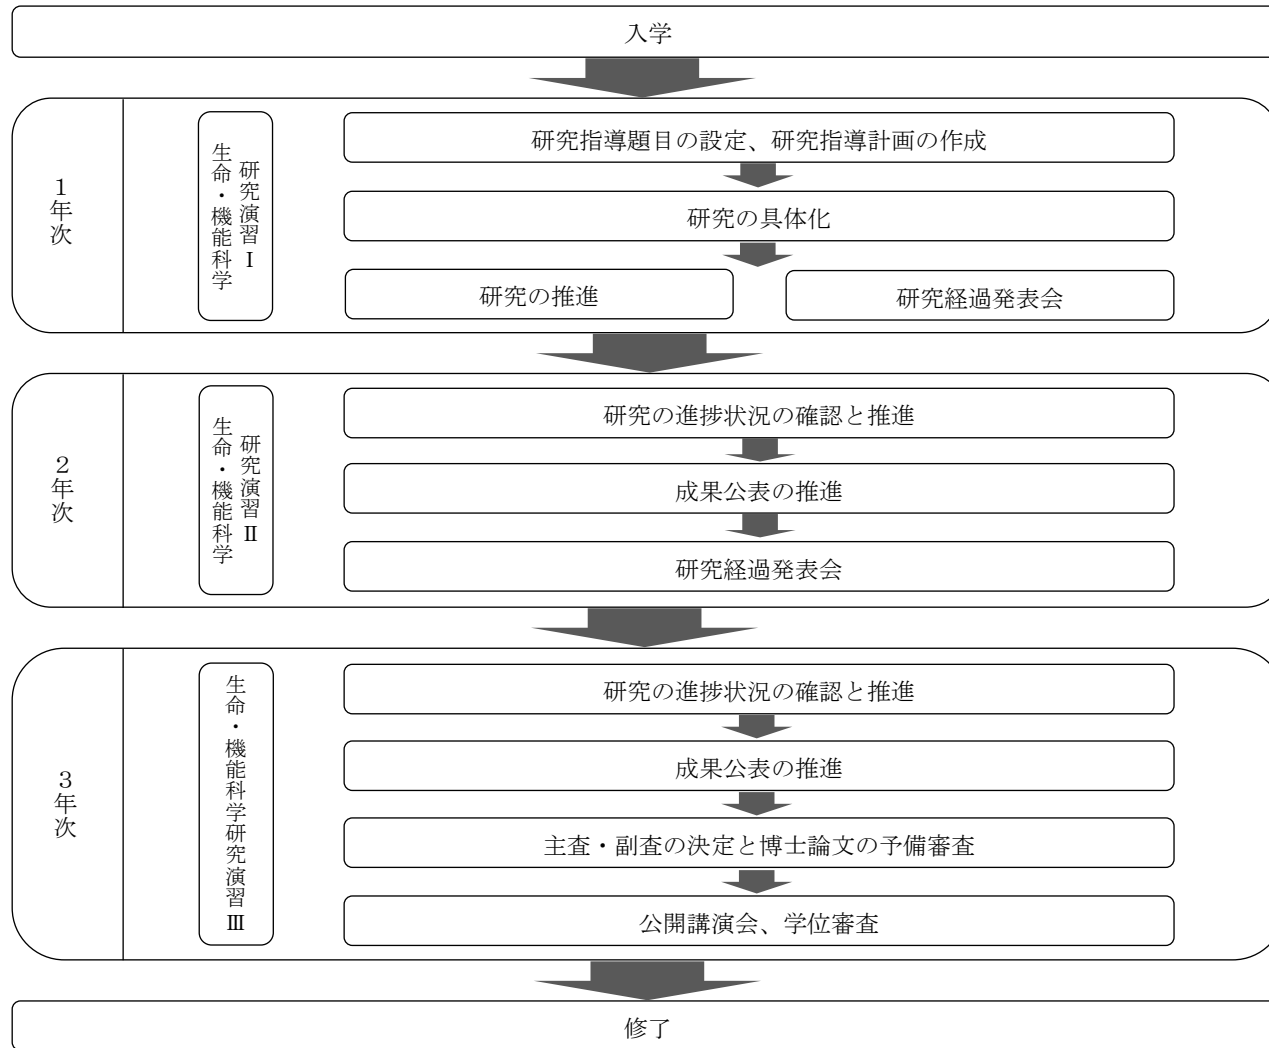 入学
1年次
生命・機能科学
研究演習Ⅰ
研究指導題目の設定、研究指導計画の作成
研究の具体化
研究の推進
研究経過発表会
2年次
生命・機能科学
研究演習Ⅱ
研究の進捗状況の確認と推進
成果公表の推進
研究経過発表会
3年次
生命・機能科学研究演習Ⅲ
研究の進捗状況の確認と推進
成果公表の推進
主査・副査の決定と博士論文の予備審査
公開講演会、学位審査
修了